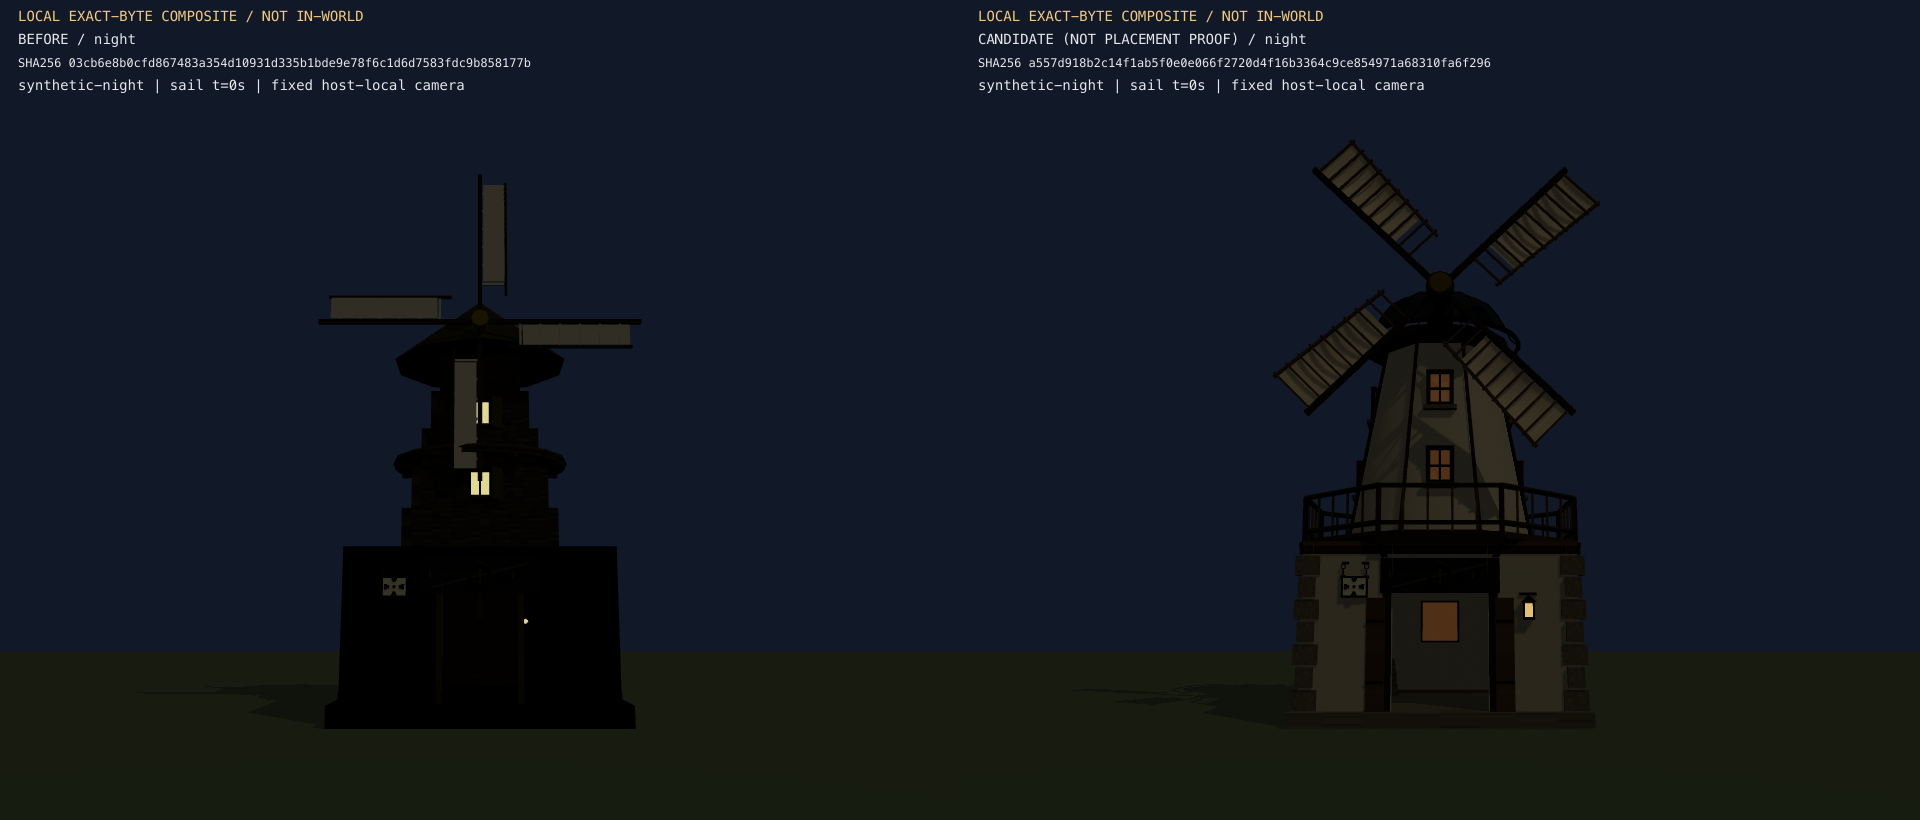 LOCAL EXACT-BYTE COMPOSITE / NOT IN-WORLD
BEFORE / night
SHA256 03cb6e8b0cfd867483a354d10931d335b1bde9e78f6c1d6d7583fdc9b858177b
synthetic-night | sail t=0s | fixed host-local camera
LOCAL EXACT-BYTE COMPOSITE / NOT IN-WORLD
CANDIDATE (NOT PLACEMENT PROOF) / night
SHA256 a557d918b2c14f1ab5f0e0e066f2720d4f16b3364c9ce854971a68310fa6f296
synthetic-night | sail t=0s | fixed host-local camera